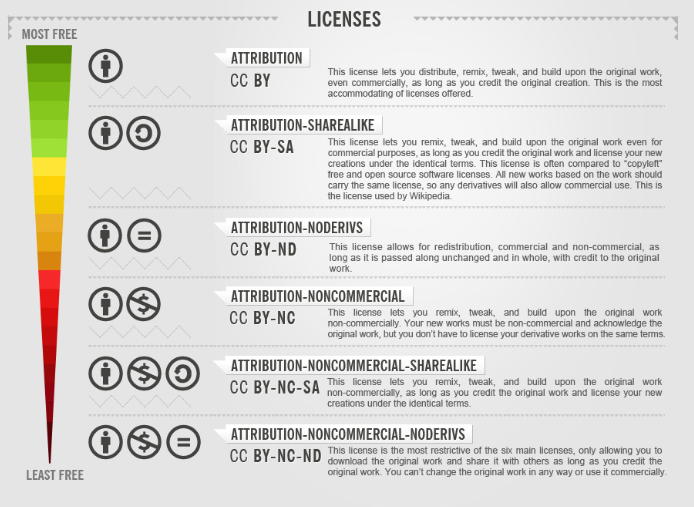 LICENSES
MOST FREE
ATTRIBUTION
CC BY
This license lets you distribute, remix, tweak, and build upon the original work,
even commercially, as long as you credit the original creation. This is the most
accommodating of licenses offered.
ATTRIBUTION-SHAREALIKE
CC BY-SA
This license lets you remix, tweak, and build upon the original work even for
commercial purposes, as long as you credit the original work and license your new
creations under the identical terms. This license is often compared to "copyleft"
free and open source software licenses. All new works based on the work should
carry the same license, so any derivatives will also allow commercial use. This is
the license used by Wikipedia.
ATTRIBUTION-NODERIVS
CC BY-ND
This license allows for redistribution, commercial and non-commercial, as
long as it is passed along unchanged and in whole, with credit to the original
work.
ATTRIBUTION-NONCOMMERCIAL
CC BY-NC
This license lets you remix, tweak, and build upon the original work
non-commercially. Your new works must be non-commercial and acknowledge the
original work, but you don't have to license your derivative works on the same terms.
ATTRIBUTION-NONCOMMERCIAL-SHAREALIKE
CC BY-NC-SA
This license lets you remix, tweak, and build upon the original work
non-commercially, as long as you credit the original work and license your new
creations under the identical terms.
ATTRIBUTION-NONCOMMERCIAL-NODERIVS
CC BY-NC-ND
This license is the most restrictive of the six main licenses, only allowing you to
download the original work and share it with others as long as you credit the
original work. You can't change the original work in any way or use it commercially.
LEAST FREE